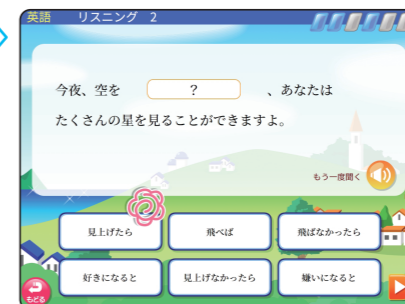 英語 リスニング 2
今夜、空を ? 、あなたは
たくさんの星を見ることができますよ。
もう一度聞く
見上げたら 飛べば 飛ばなかったら
好きになると 見上げなかったら 嫌いになると
もどる